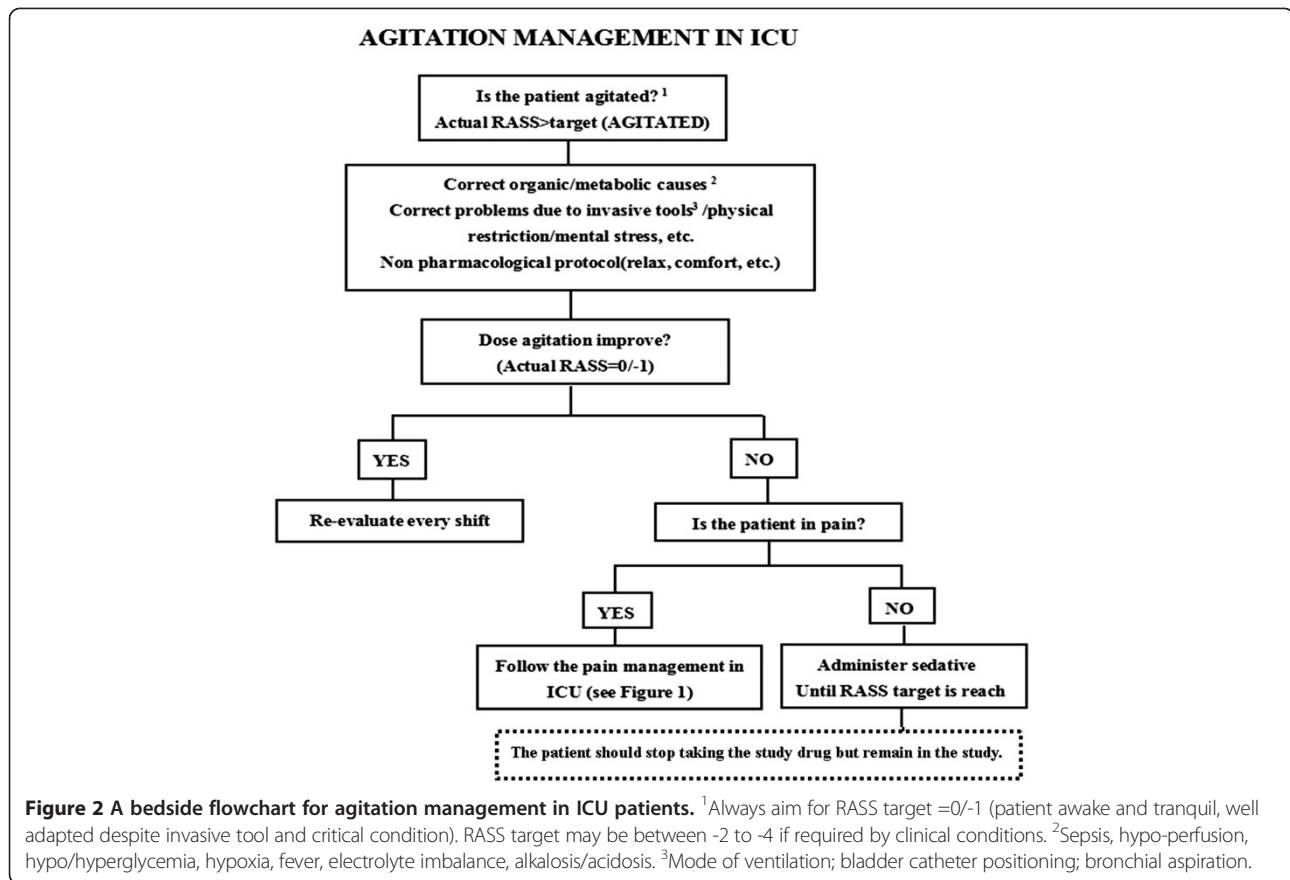 AGITATION MANAGEMENT IN ICU
Is the patient agitated? ¹
Actual RASS>target (AGITATED)
Correct organic/metabolic causes ²
Correct problems due to invasive tools³ /physical
restriction/mental stress, etc.
Non pharmacological protocol(relax, comfort, etc.)
Dose agitation improve?
(Actual RASS=0/-1)
YES
NO
Re-evaluate every shift
Is the patient in pain?
YES
NO
Follow the pain management in
ICU (see Figure 1)
Administer sedative
Until RASS target is reach
The patient should stop taking the study drug but remain in the study.
Figure 2 A bedside flowchart for agitation management in ICU patients. ¹Always aim for RASS target =0/-1 (patient awake and tranquil, well
adapted despite invasive tool and critical condition). RASS target may be between -2 to -4 if required by clinical conditions. ²Sepsis, hypo-perfusion,
hypo/hyperglycemia, hypoxia, fever, electrolyte imbalance, alkalosis/acidosis. ³Mode of ventilation; bladder catheter positioning; bronchial aspiration.